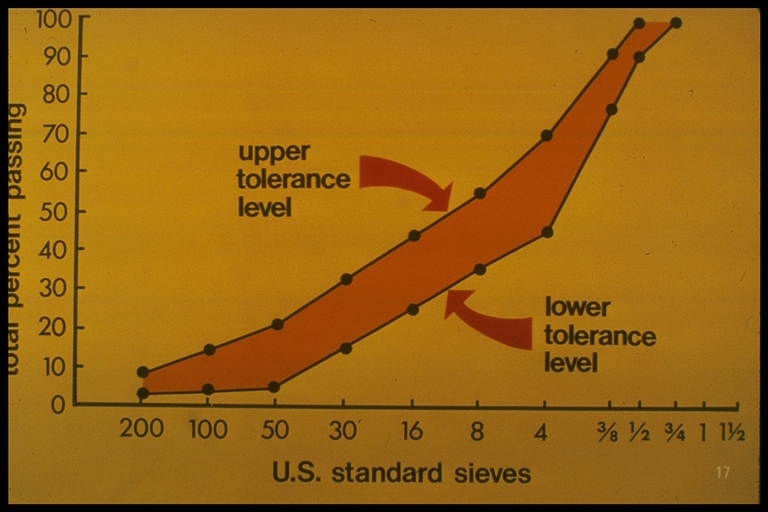 100
90
80
70
60
50
40
30
20
10
0
total percent passing
upper
tolerance
level
lower
tolerance
level
200 100 50 30 16 8 4 ⅜ ½ ¾ 1 1½
U.S. standard sieves
17